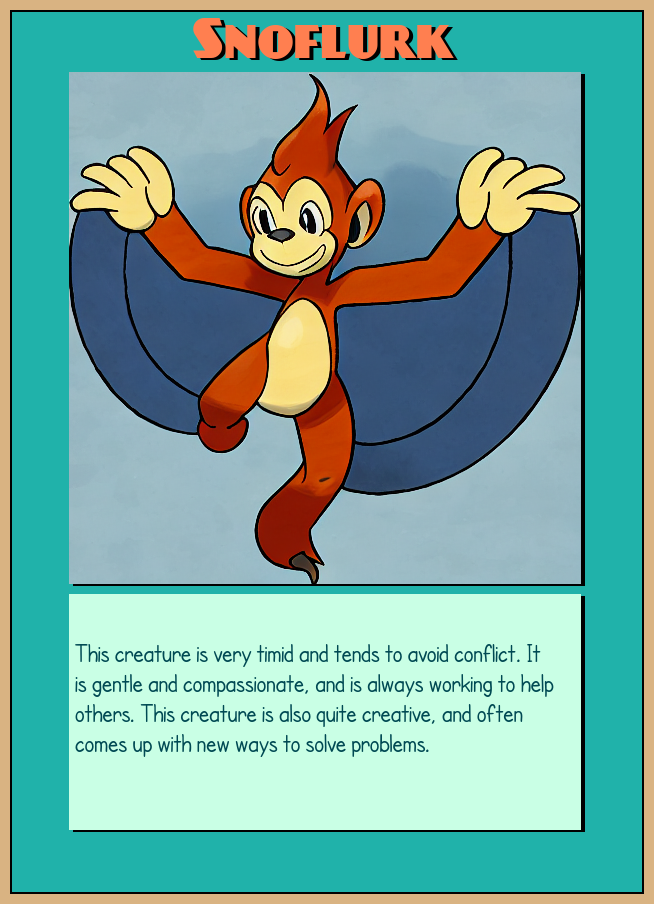 Snoflurk
This creature is very timid and tends to avoid conflict. It
is gentle and compassionate, and is always working to help
others. This creature is also quite creative, and often
comes up with new ways to solve problems.